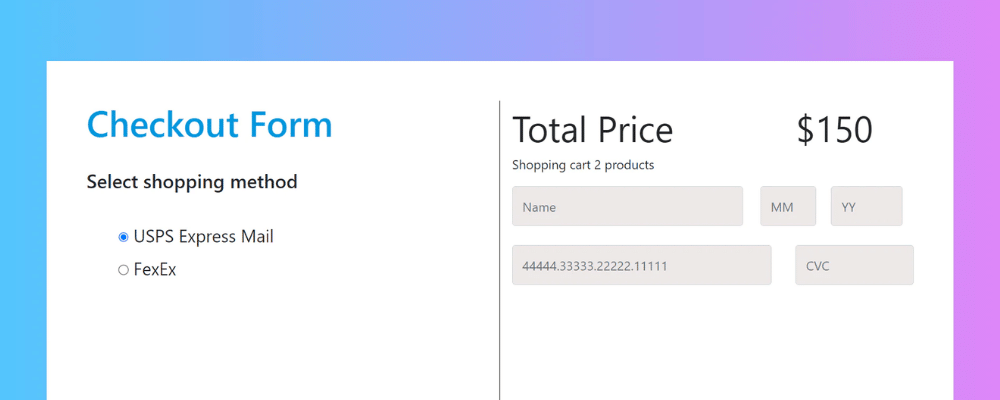 Checkout Form
Select shopping method
USPS Express Mail
FexEx
Total Price $150
Shopping cart 2 products
Name MM YY
44444.33333.22222.11111 CVC